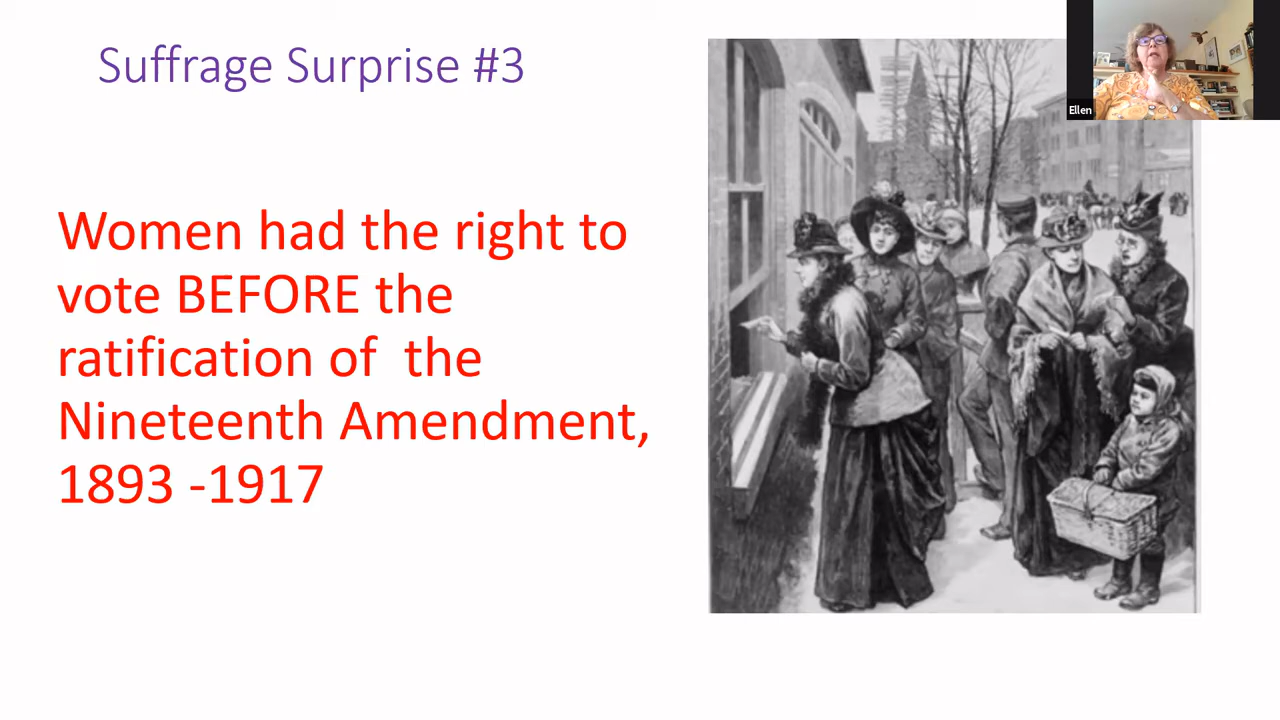 Suffrage Surprise #3
Ellen
Women had the right to
vote BEFORE the
ratification of  the
Nineteenth Amendment,
1893 -1917